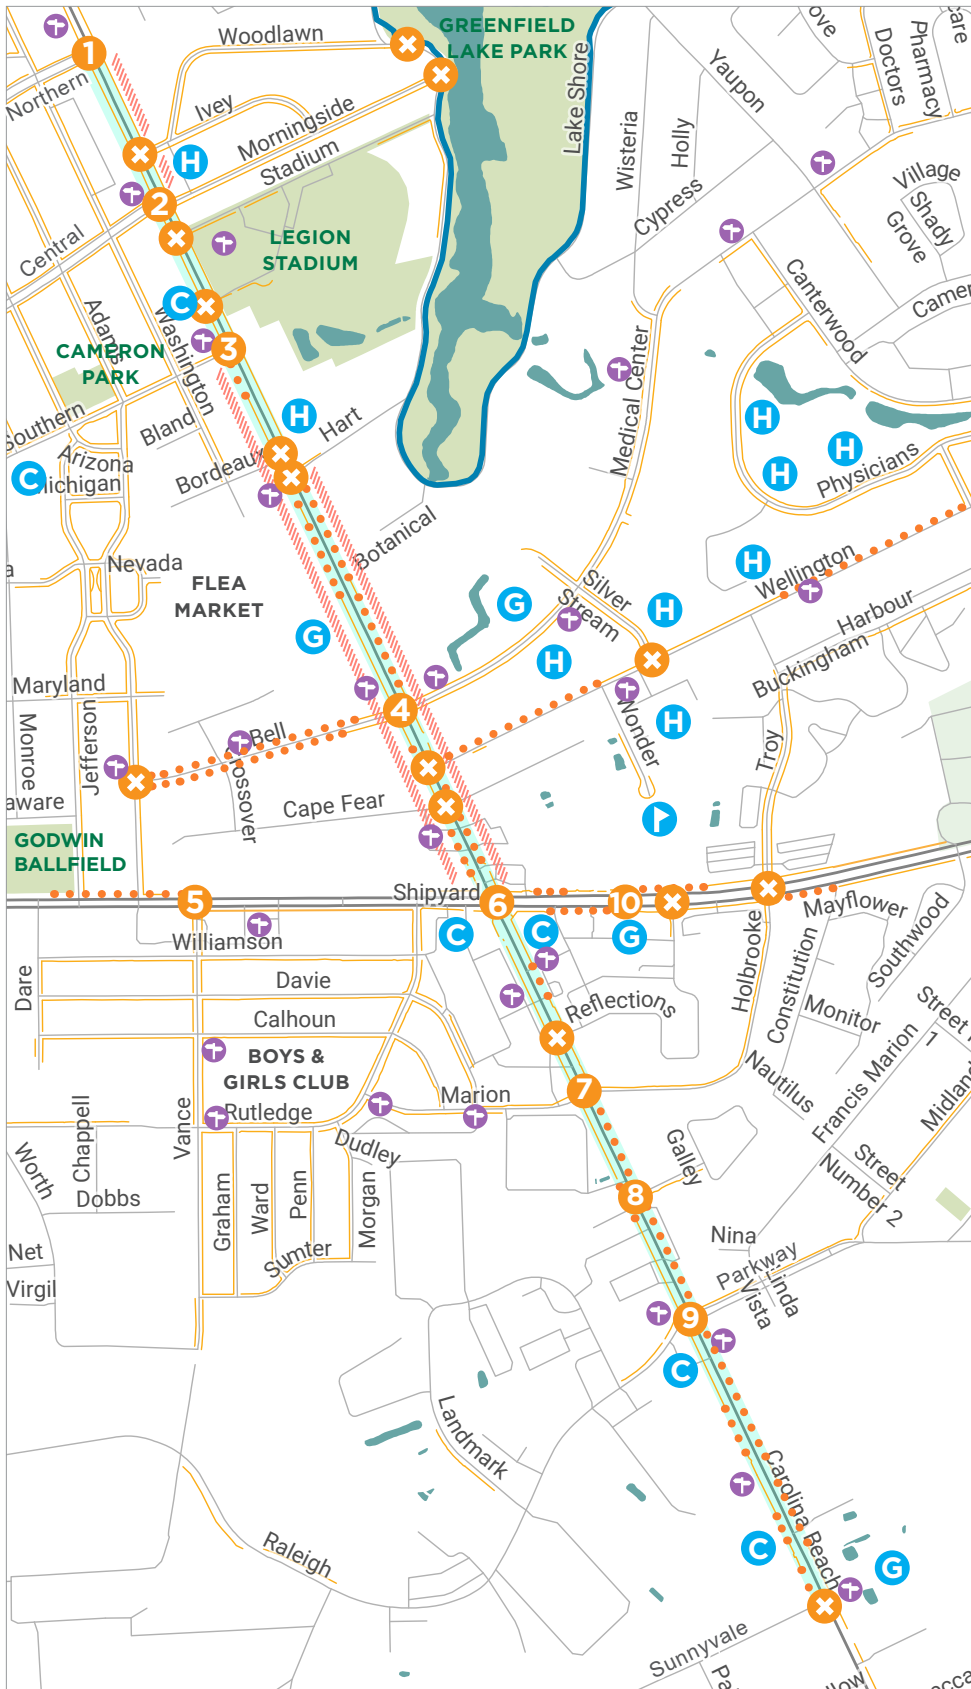 GREENFIELD
LAKE PARK
Woodlawn
1
Northern
Ivey
Morningside
Stadium
Lake Shore
Wisteria
Holly
Yaupon
Doctors
Pharmacy
Cypress
Village
Shady
Grove
H
2
Central
LEGION
STADIUM
Canterwood
C
Adams
Washington
3
CAMERON
PARK
Medical Center
Southern
Bland
H
Hart
H
H
H
Arizona
Bordeaux
Physicians
C
Botanical
Nevada
FLEA
MARKET
Silver
Stream
G
H
H
Wellington
Harbour
Buckingham
G
H
Maryland
Monroe
Jefferson
4
Bell
Crossover
Wonder
H
Troy
Cape Fear
GODWIN
BALLFIELD
Shipyard
5
6
10
Mayflower
Williamson
C
C
G
Holbrooke
Constitution
Southwood
Dare
Davie
Calhoun
Reflections
Monitor
Street
1
BOYS &
GIRLS CLUB
Marion
7
Nautilus
Francis Marion
Rutledge
Vance
Chappell
Worth
Dudley
Galley
Street
Number 2
Dobbs
Graham
Ward
Penn
Morgan
8
Net
Virgil
Sumter
Nina
Parkway
Vista
Linda
9
C
Landmark
Carolina Beach
Raleigh
C
G
Sunnyvale